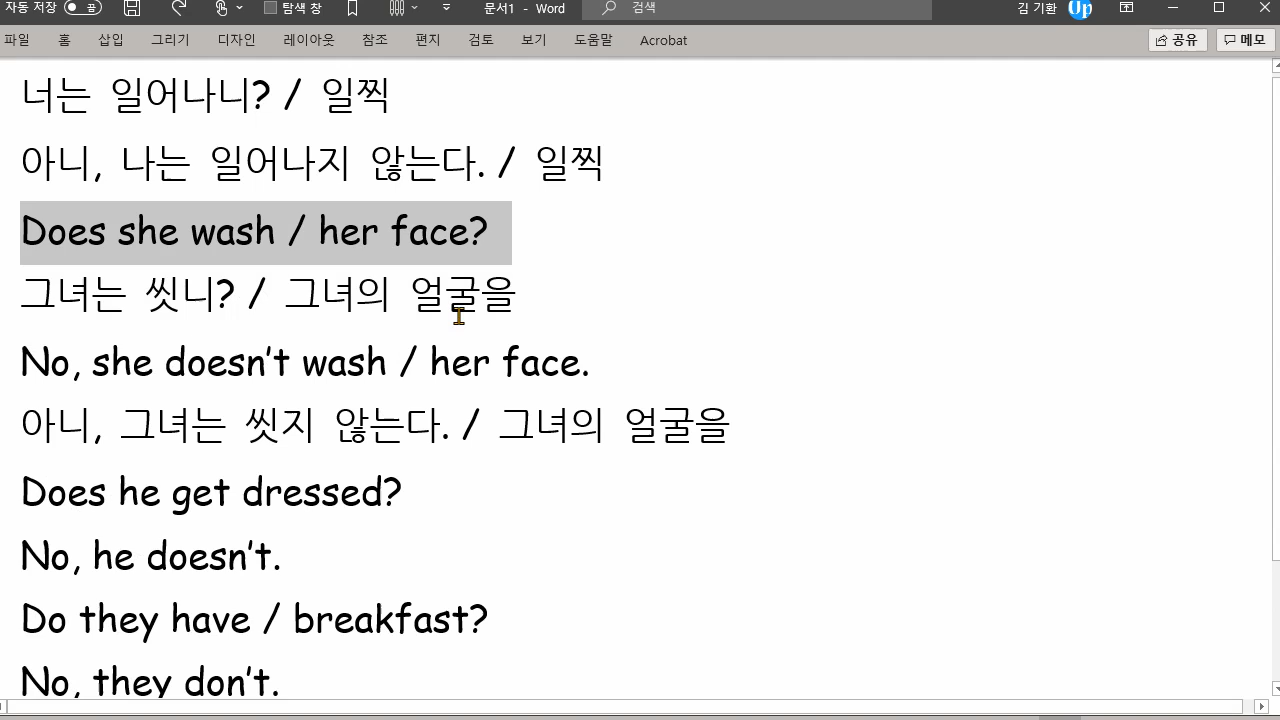 자동 저장 끔 탐색 창 문서1 - Word 검색 김 기환 Up
파일 홈 삽입 그리기 디자인 레이아웃 참조 편지 검토 보기 도움말 Acrobat 공유 메모
너는 일어나니? / 일찍
아니, 나는 일어나지 않는다. / 일찍
Does she wash / her face?
그녀는 씻니? / 그녀의 얼굴을
No, she doesn’t wash / her face.
아니, 그녀는 씻지 않는다. / 그녀의 얼굴을
Does he get dressed?
No, he doesn’t.
Do they have / breakfast?
No, they don’t.